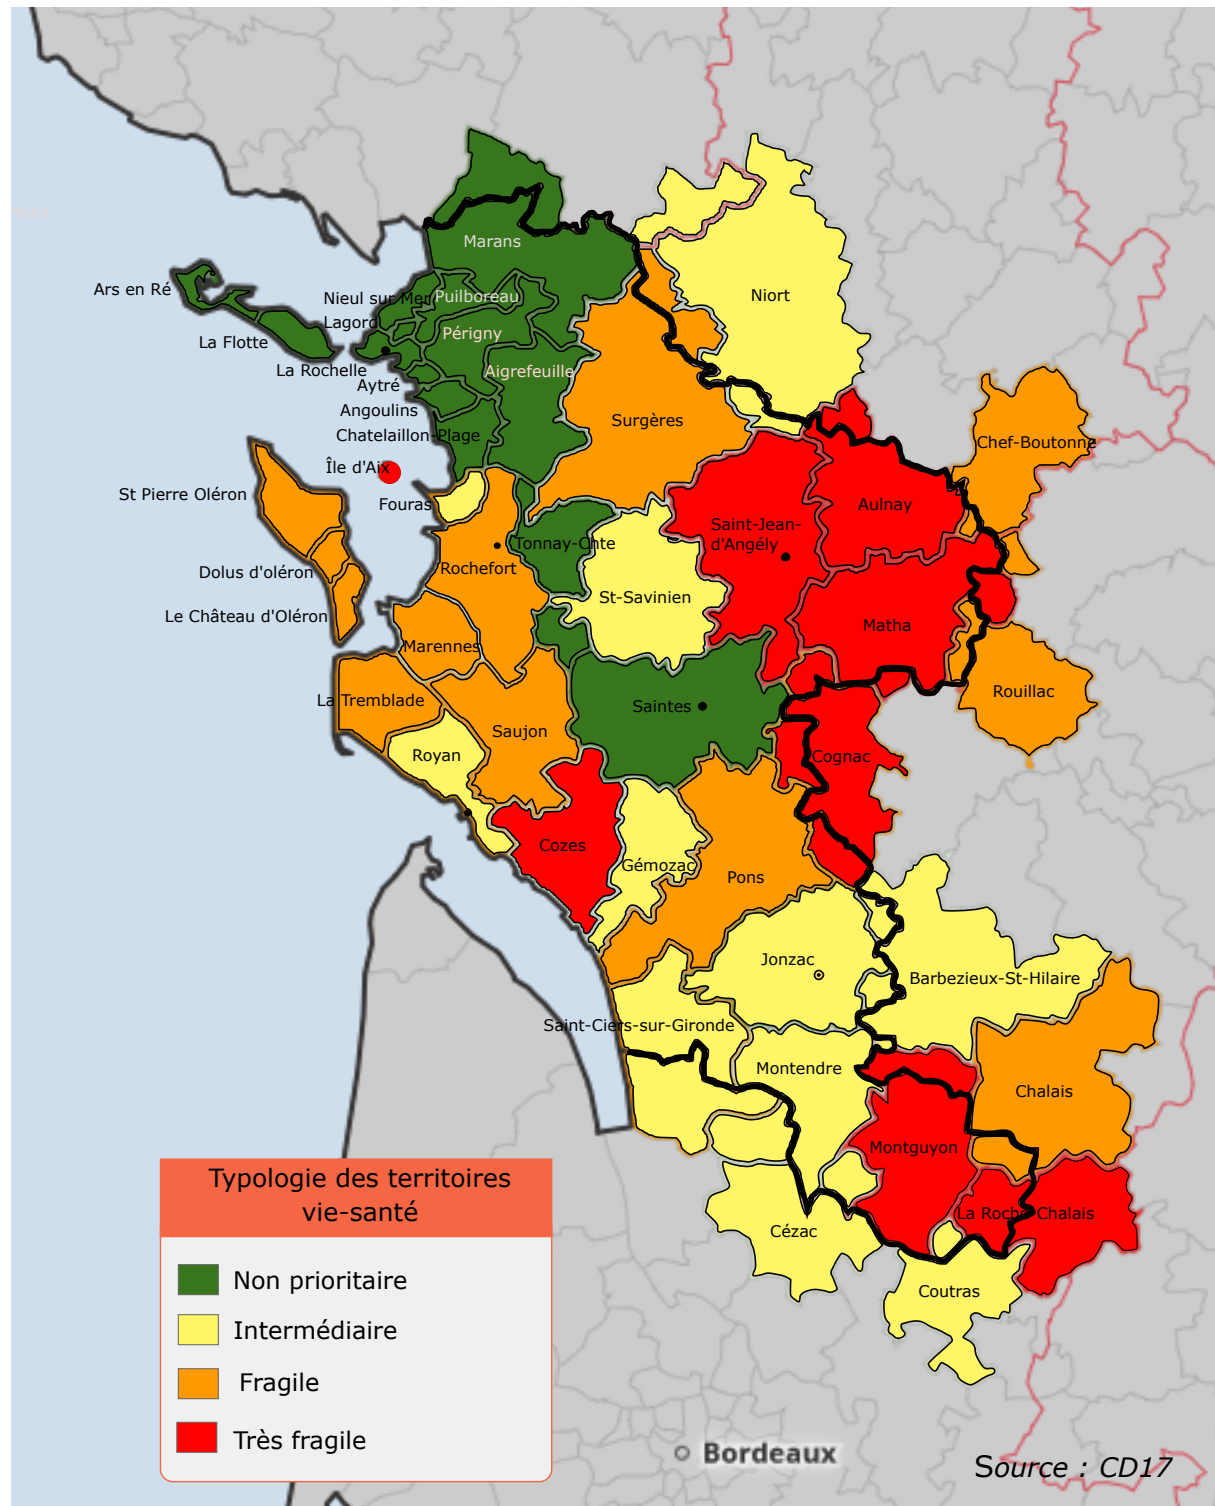 Marans
Ars en Ré
Nieul sur Mer
Puilboreau
Niort
Lagord
La Flotte
Périgny
La Rochelle
Aigrefeuille
Aytré
Angoulins
Surgères
Chatelaillon-Plage
Chef-Boutonne
Île d'Aix
St Pierre Oléron
Fouras
Aulnay
Saint-Jean-
d'Angély
Tonnay-Chte
Dolus d'oléron
Rochefort
St-Savinien
Le Château d'Oléron
Matha
Marennes
Rouillac
La Tremblade
Saintes
Saujon
Royan
Cognac
Cozes
Gémozac
Pons
Jonzac
Barbezieux-St-Hilaire
Saint-Ciers-sur-Gironde
Montendre
Chalais
Montguyon
La Roche-Chalais
Cézac
Coutras
Typologie des territoires
vie-santé
Non prioritaire
Intermédiaire
Fragile
Très fragile
Bordeaux
Source : CD17